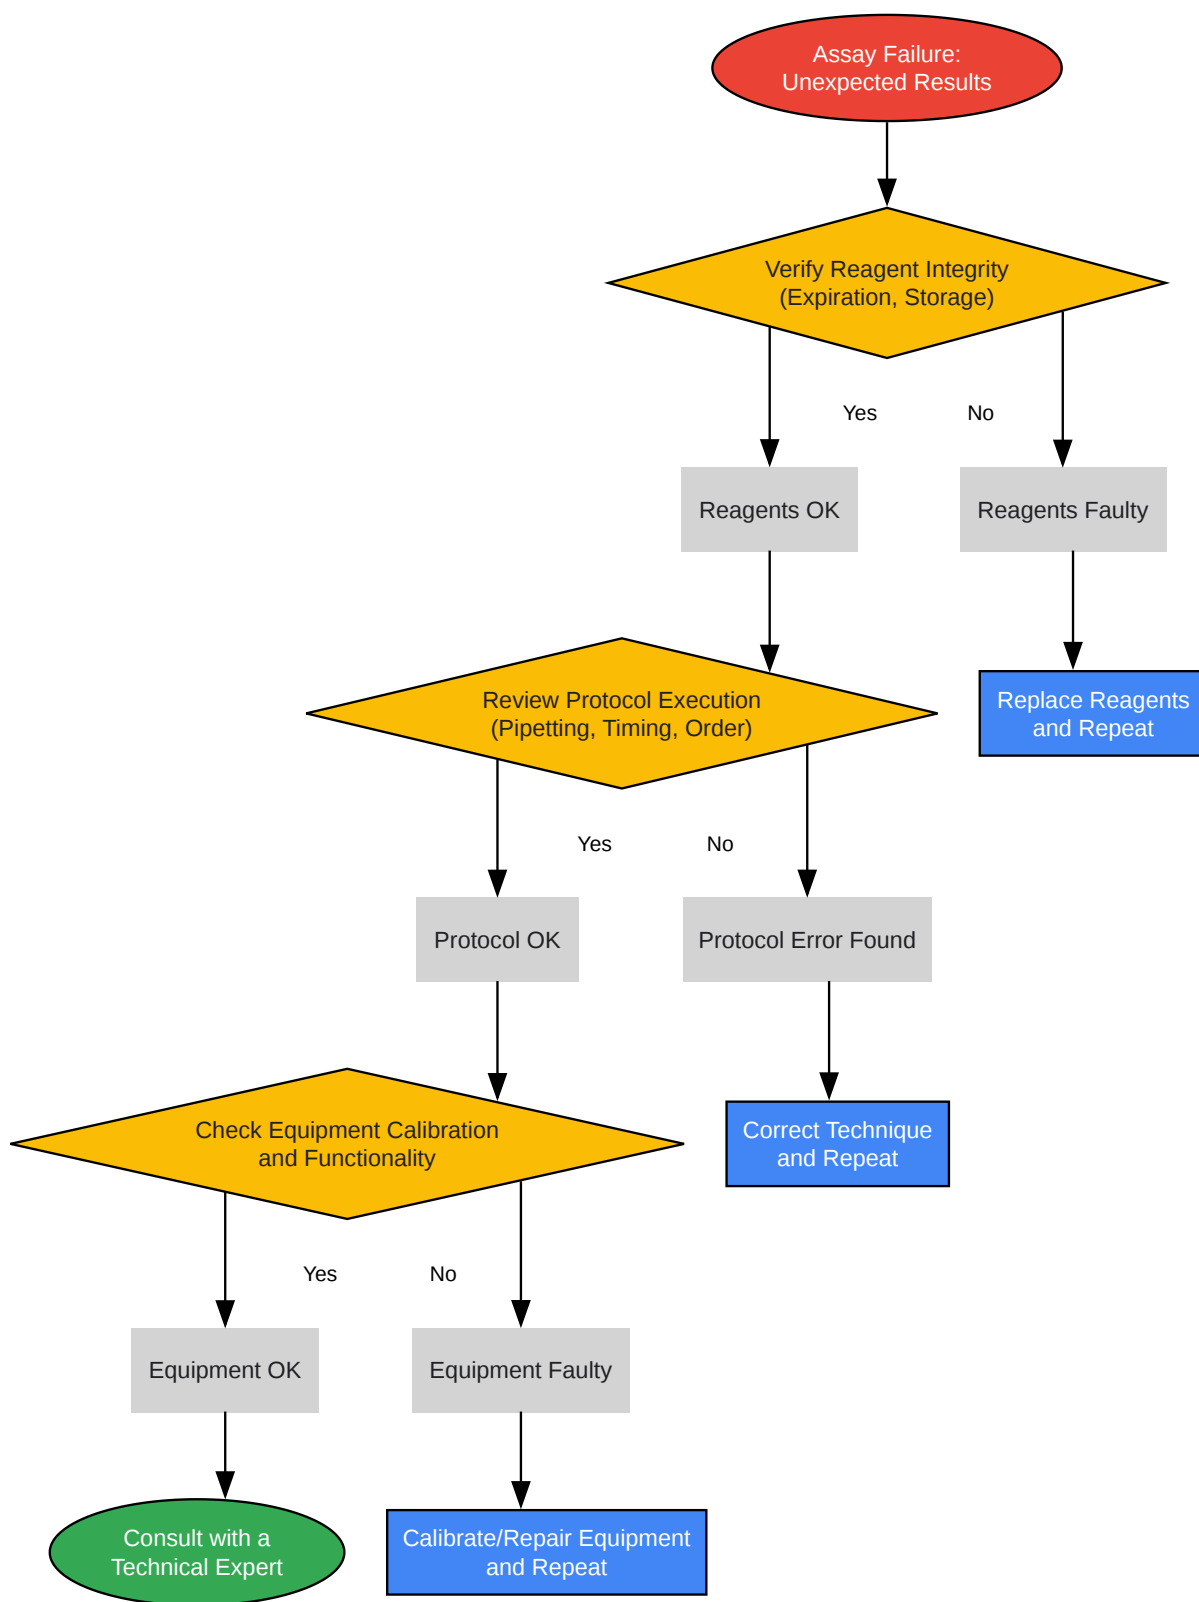 Assay Failure:
Unexpected Results
Verify Reagent Integrity
(Expiration, Storage)
Yes
No
Reagents OK
Reagents Faulty
Review Protocol Execution
(Pipetting, Timing, Order)
Replace Reagents
and Repeat
Yes
No
Protocol OK
Protocol Error Found
Check Equipment Calibration
and Functionality
Correct Technique
and Repeat
Yes
No
Equipment OK
Equipment Faulty
Consult with a
Technical Expert
Calibrate/Repair Equipment
and Repeat